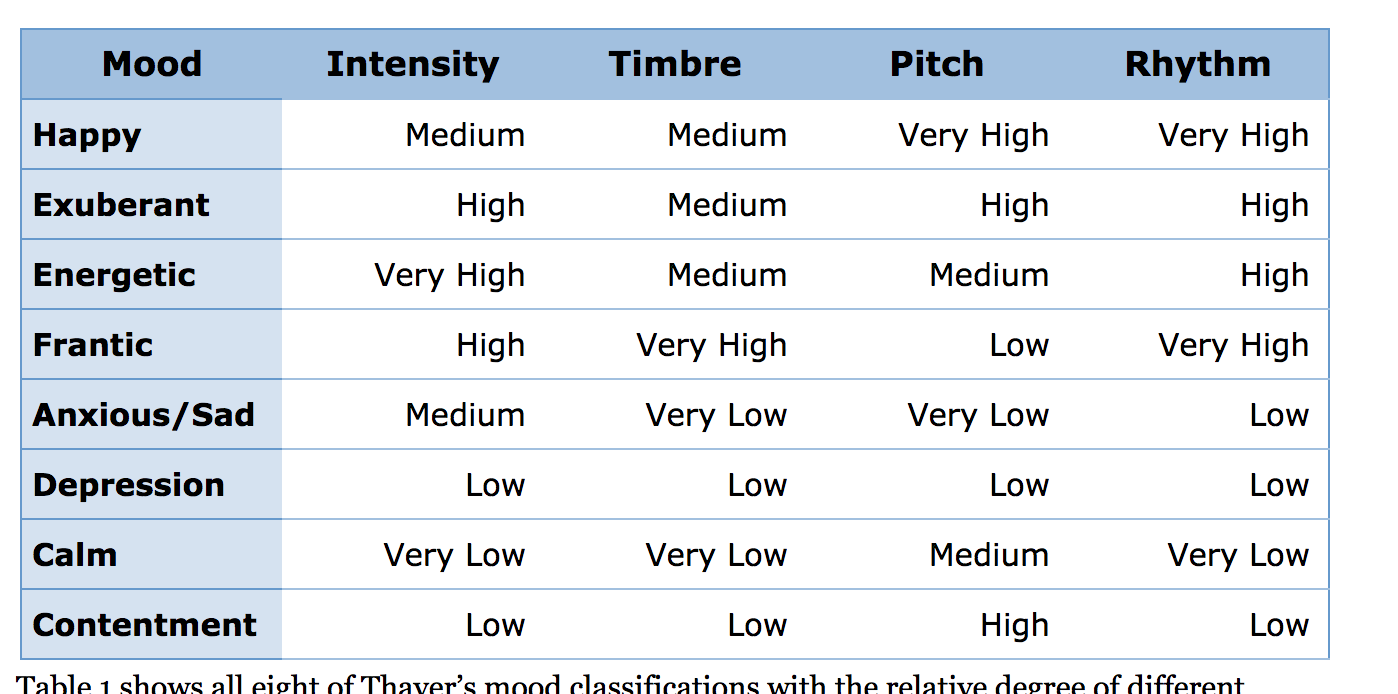 Mood Intensity Timbre Pitch Rhythm
Happy Medium Medium Very High Very High
Exuberant High Medium High High
Energetic Very High Medium Medium High
Frantic High Very High Low Very High
Anxious/Sad Medium Very Low Very Low Low
Depression Low Low Low Low
Calm Very Low Very Low Medium Very Low
Contentment Low Low High Low
Table 1 shows all eight of Thayer’s mood classifications with the relative degree of different